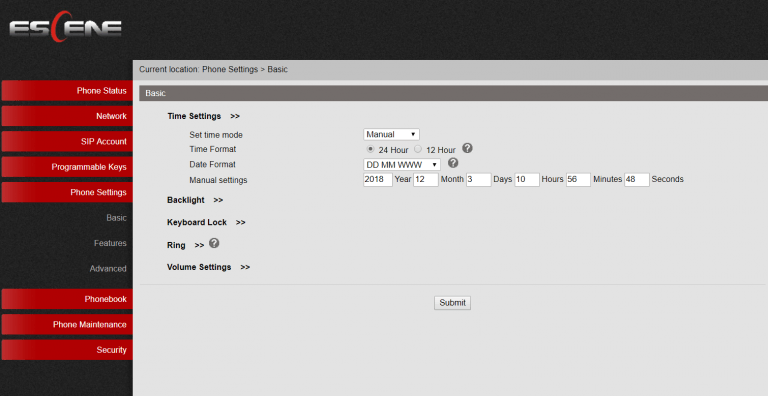 ESCENE
Current location: Phone Settings > Basic
Phone Status
Network
SIP Account
Programmable Keys
Phone Settings
Basic
Features
Advanced
Phonebook
Phone Maintenance
Security
Basic
Time Settings >>
Set time mode Manual
Time Format 24 Hour 12 Hour ?
Date Format DD MM WWW ?
Manual settings 2018 Year 12 Month 3 Days 10 Hours 56 Minutes 48 Seconds
Backlight >>
Keyboard Lock >>
Ring >> ?
Volume Settings >>
Submit